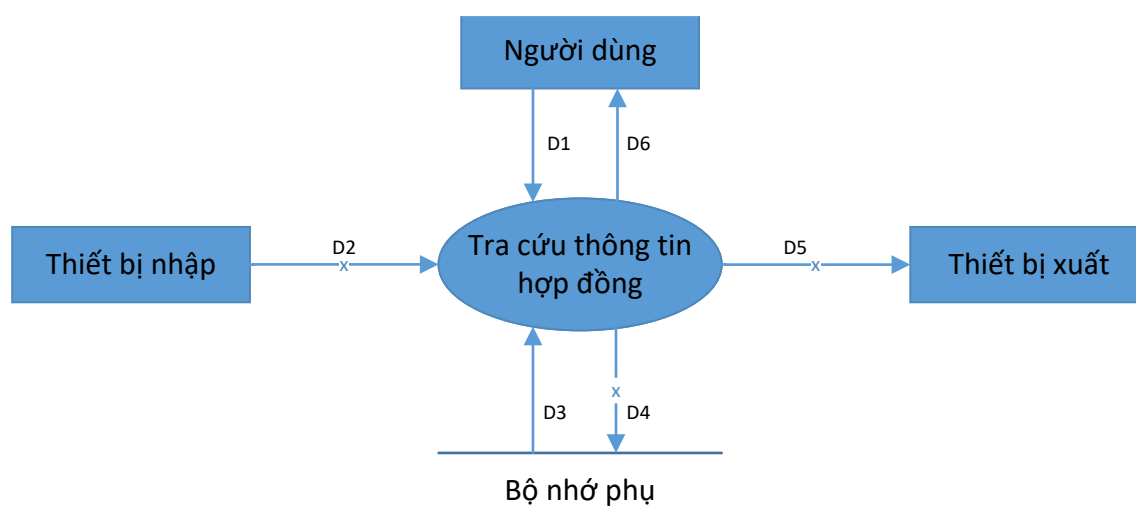 Người dùng
D1
D6
Thiết bị nhập
D2
x
Tra cứu thông tin
hợp đồng
D5
x
Thiết bị xuất
x
D3
D4
Bộ nhớ phụ